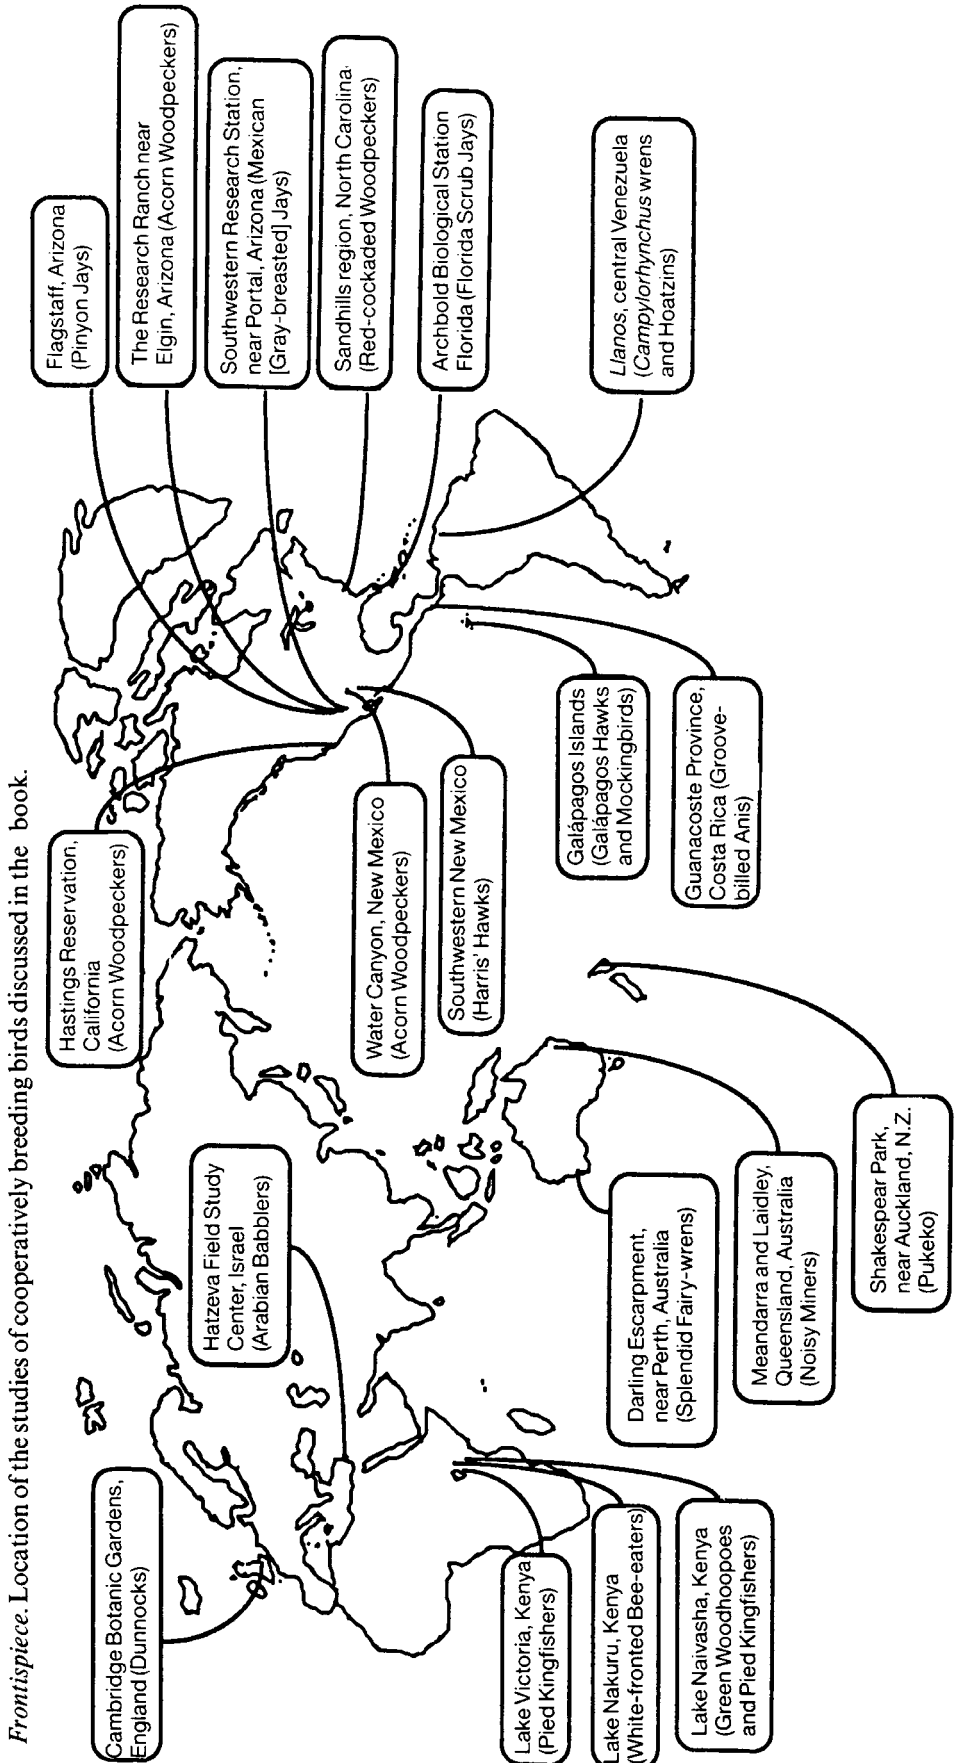 Frontispiece. Location of the studies of cooperatively breeding birds discussed in the book.
Cambridge Botanic Gardens,
England (Dunnocks)
Hatzeva Field Study
Center, Israel
(Arabian Babblers)
Hastings Reservation,
California
(Acorn Woodpeckers)
Flagstaff, Arizona
(Pinyon Jays)
The Research Ranch near
Elgin, Arizona (Acorn Woodpeckers)
Southwestern Research Station,
near Portal, Arizona (Mexican
[Gray-breasted] Jays)
Sandhills region, North Carolina
(Red-cockaded Woodpeckers)
Archbold Biological Station
Florida (Florida Scrub Jays)
Water Canyon, New Mexico
(Acorn Woodpeckers)
Southwestern New Mexico
(Harris' Hawks)
Llanos, central Venezuela
(Campylorhynchus wrens
and Hoatzins)
Galápagos Islands
(Galápagos Hawks
and Mockingbirds)
Guanacoste Province,
Costa Rica (Groove-
billed Anis)
Lake Victoria, Kenya
(Pied Kingfishers)
Lake Nakuru, Kenya
(White-fronted Bee-eaters)
Lake Naivasha, Kenya
(Green Woodhoopoes
and Pied Kingfishers)
Darling Escarpment,
near Perth, Australia
(Splendid Fairy-wrens)
Meandarra and Laidley,
Queensland, Australia
(Noisy Miners)
Shakespear Park,
near Auckland, N.Z.
(Pukeko)